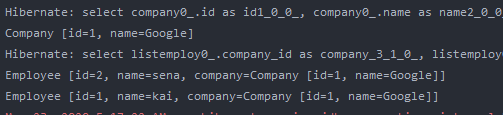 Hibernate: select company0_.id as id1_0_0_, company0_.name as name2_0_0
Company [id=1, name=Google]
Hibernate: select listemploy0_.company_id as company_3_1_0_, listemploy
Employee [id=2, name=sena, company=Company [id=1, name=Google]]
Employee [id=1, name=kai, company=Company [id=1, name=Google]]